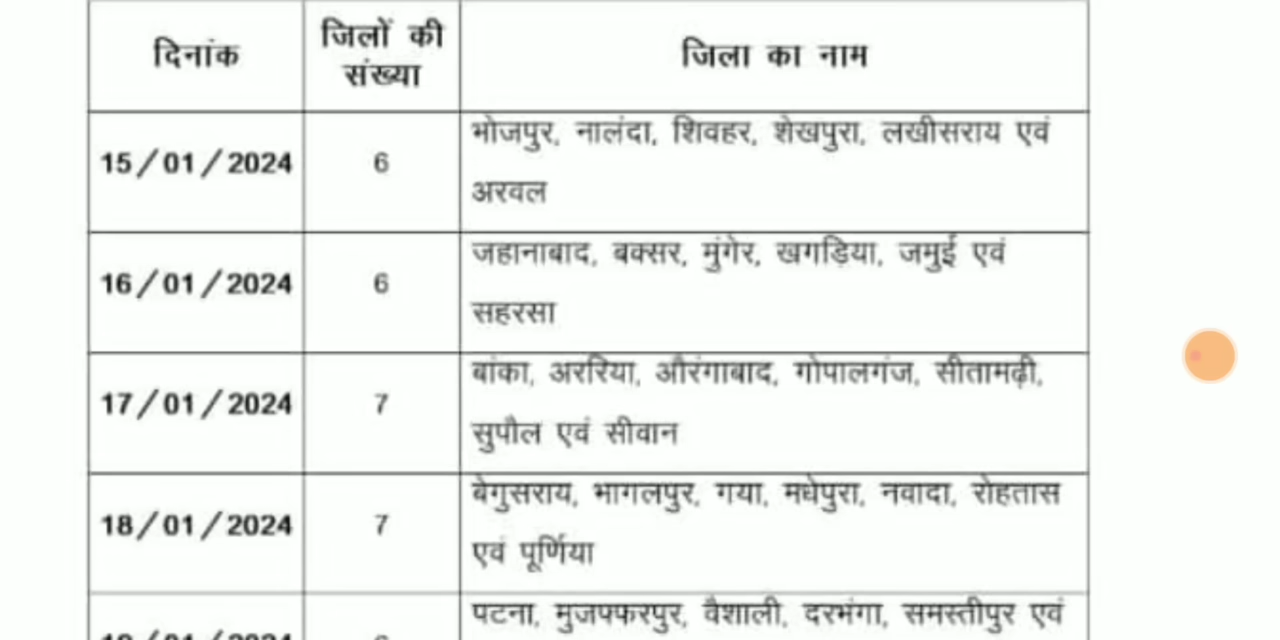 दिनांक
जिलों की
संख्या
जिला का नाम
15/01/2024
6
भोजपुर, नालंदा, शिवहर, शेखपुरा, लखीसराय एवं
अरवल
16/01/2024
6
जहानाबाद, बक्सर, मुंगेर, खगड़िया, जमुई एवं
सहरसा
17/01/2024
7
बांका, अररिया, औरंगाबाद, गोपालगंज, सीतामढ़ी,
सुपौल एवं सीवान
18/01/2024
7
बेगुसराय, भागलपुर, गया, मधेपुरा, नवादा, रोहतास
एवं पूर्णिया
पटना, मुजफ्फरपुर, वैशाली, दरभंगा, समस्तीपुर एवं